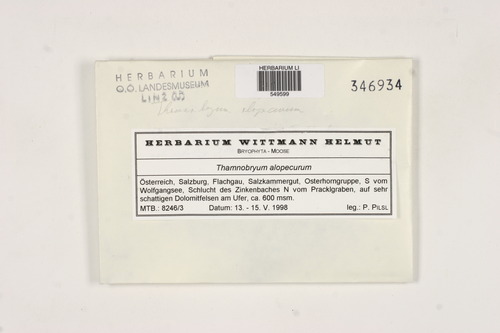 HERBARIUM
O.Ö. LANDESMUSEUM
LINZ
HERBARIUM LI
549599
346934
alopecurum
HERBARIUM WITTMANN HELMUT
BRYOPHYTA - MOOSE
Thamnobryum alopecurum
Österreich, Salzburg, Flachgau, Salzkammergut, Osterhorngruppe, S vom
Wolfgangsee, Schlucht des Zinkenbaches N vom Pracklgraben, auf sehr
schattigen Dolomitfelsen am Ufer, ca. 600 msm.
MTB.: 8246/3 Datum: 13. - 15. V. 1998 leg.: P. PILSL